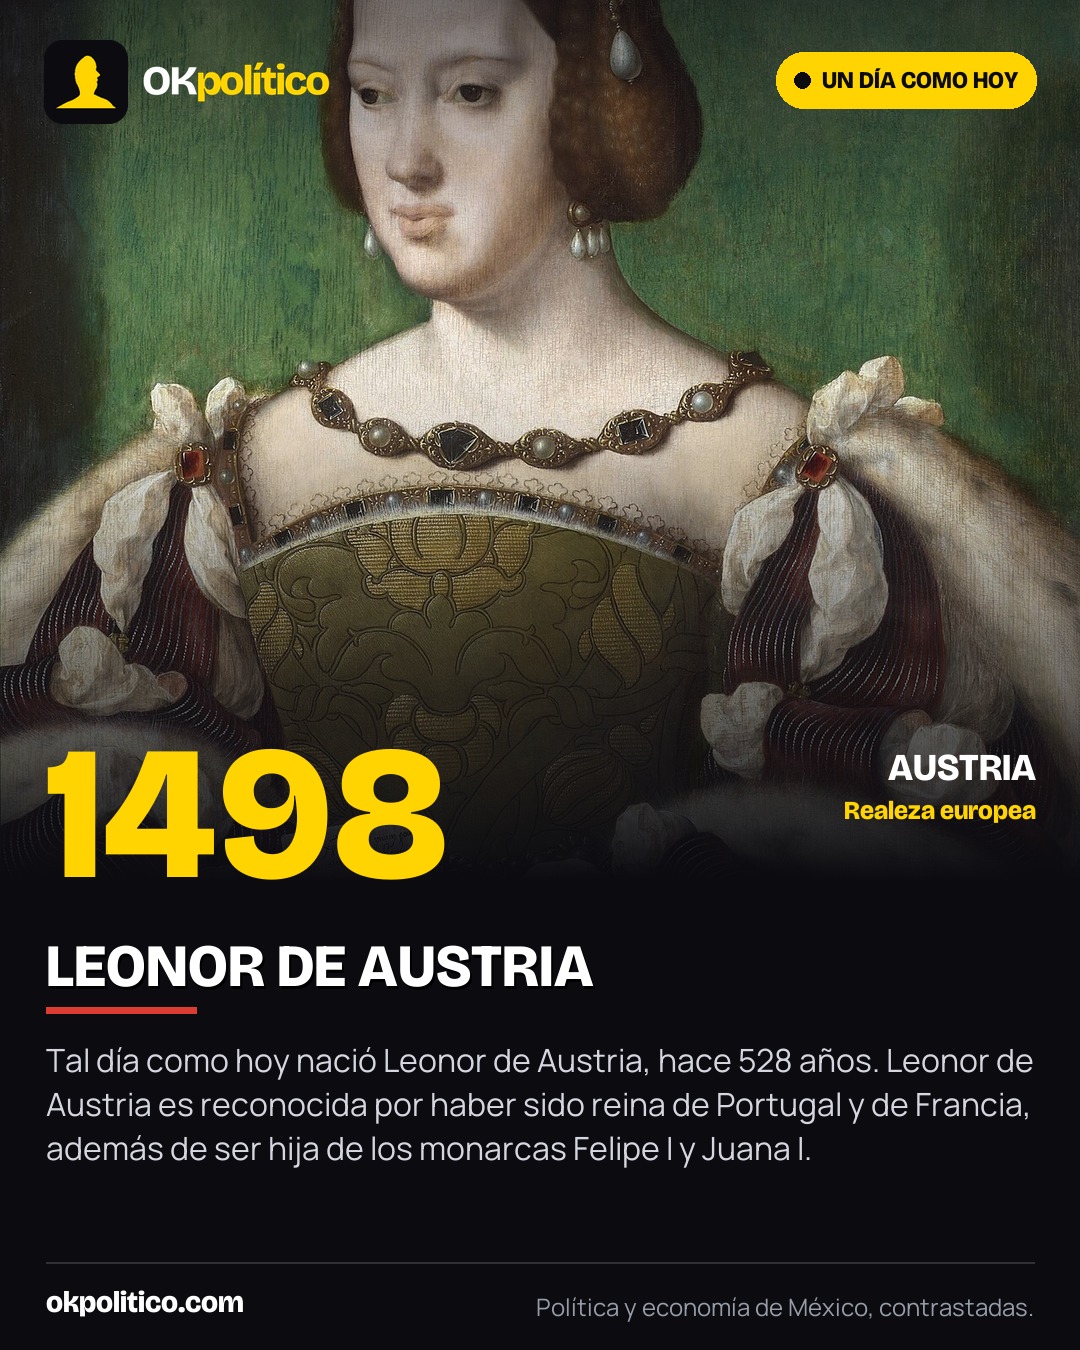 OKpolítico
UN DÍA COMO HOY
1498
AUSTRIA
Realeza europea
LEONOR DE AUSTRIA
Tal día como hoy nació Leonor de Austria, hace 528 años. Leonor de
Austria es reconocida por haber sido reina de Portugal y de Francia,
además de ser hija de los monarcas Felipe I y Juana I.
okpolitico.com
Política y economía de México, contrastadas.